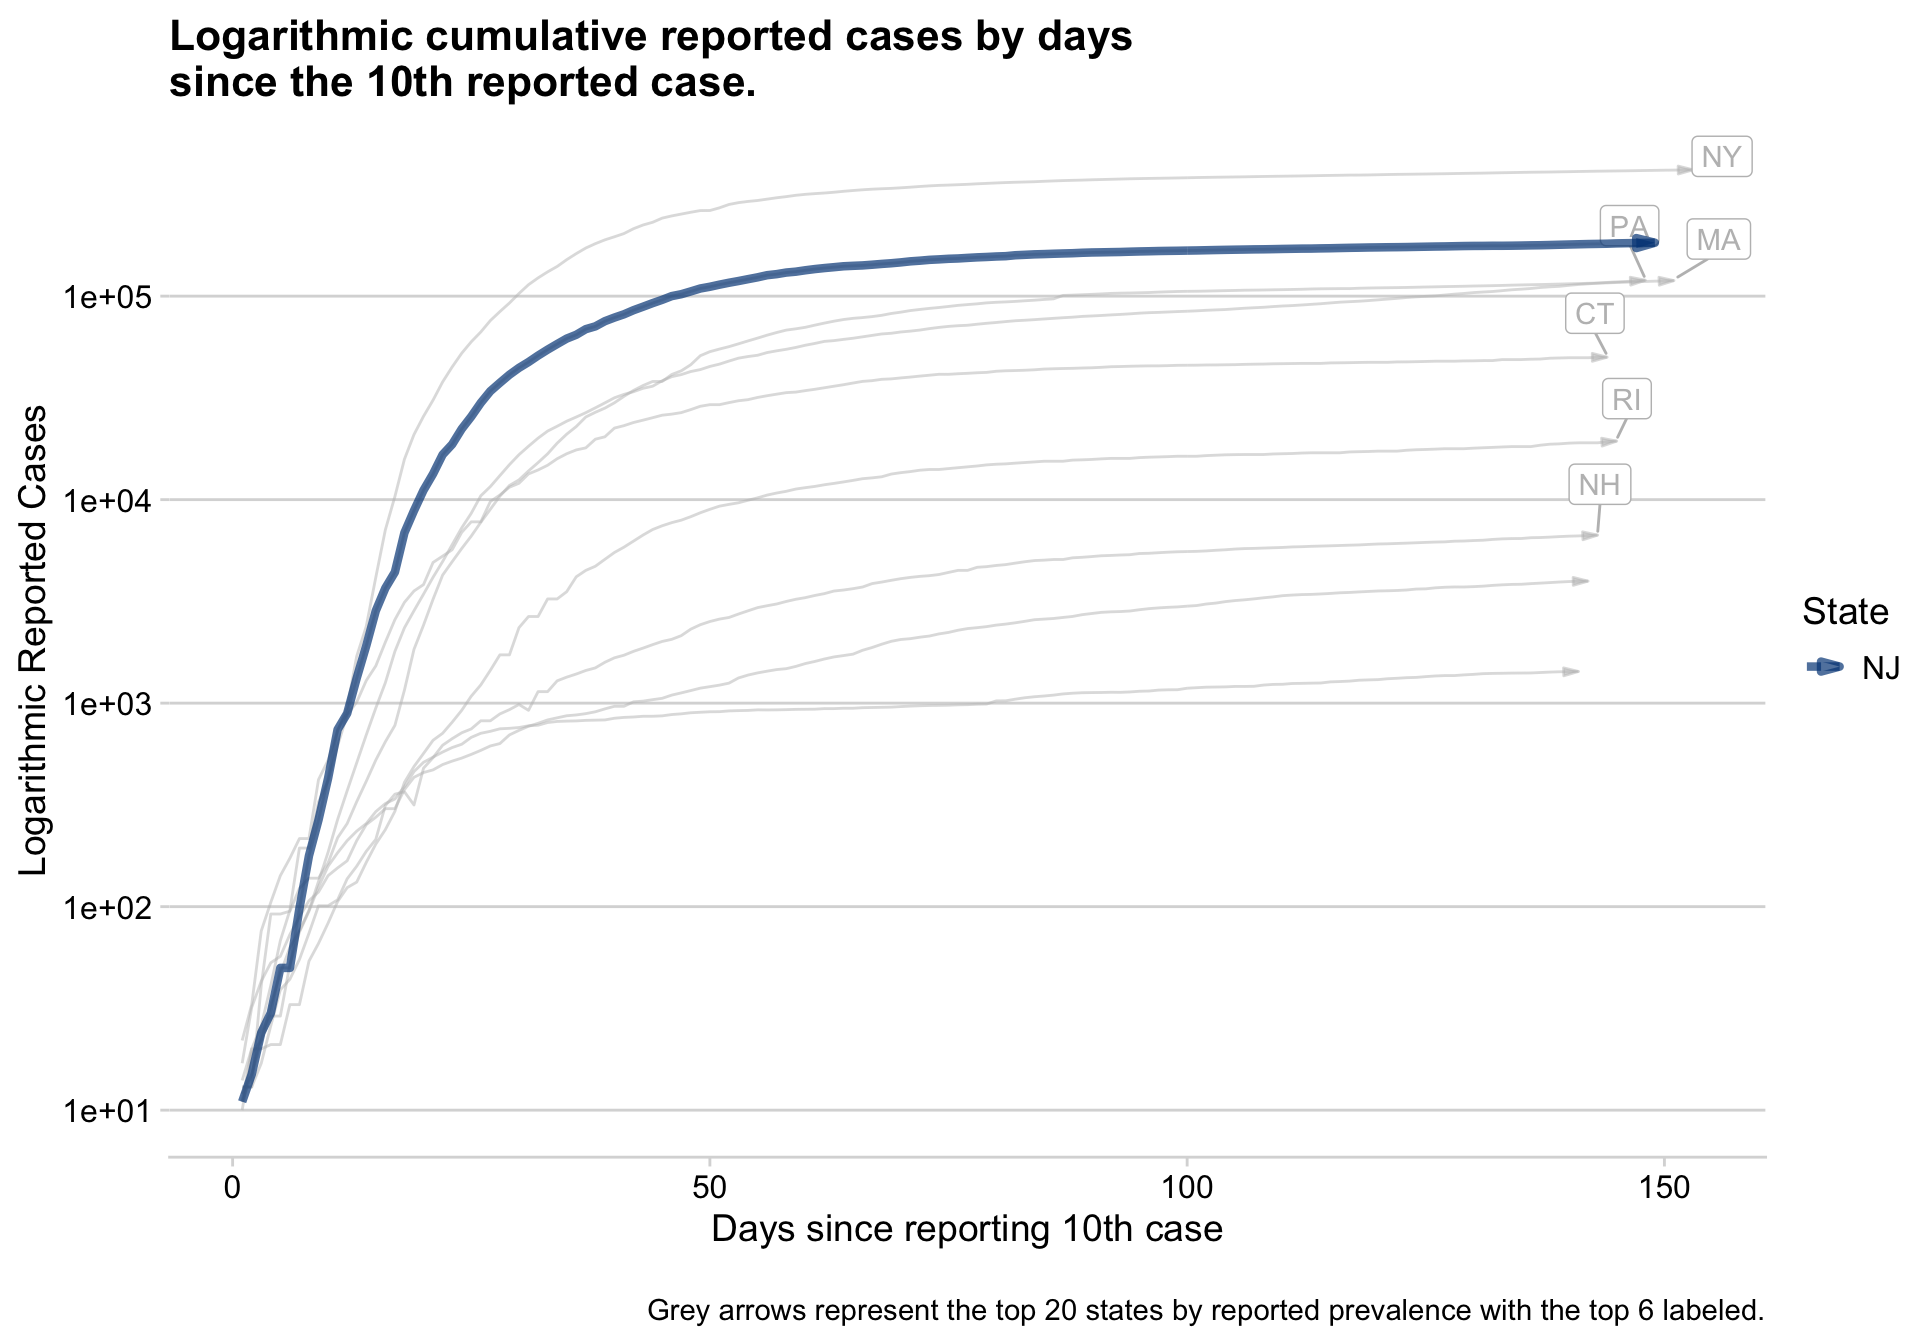 Logarithmic cumulative reported cases by days
since the 10th reported case.
NY
PA
MA
CT
RI
NH
1e+05
1e+04
1e+03
1e+02
1e+01
Logarithmic Reported Cases
State
NJ
0 50 100 150
Days since reporting 10th case
Grey arrows represent the top 20 states by reported prevalence with the top 6 labeled.